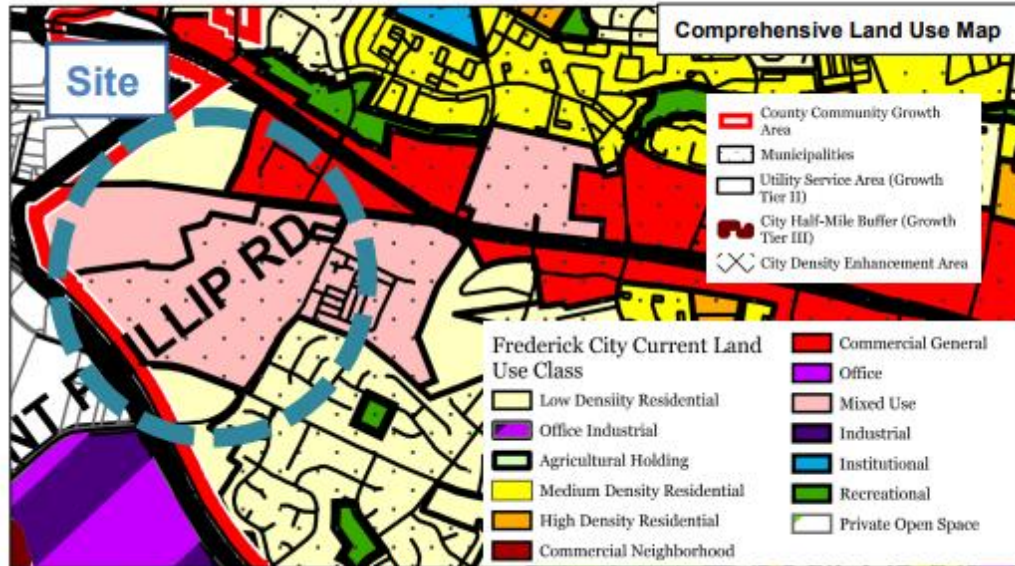 Comprehensive Land Use Map
Site
County Community Growth
Area
Municipalities
Utility Service Area (Growth
Tier II)
City Half-Mile Buffer (Growth
Tier III)
City Density Enhancement Area
LLIP RD
NT
Frederick City Current Land
Use Class
Low Densiity Residential
Office Industrial
Agricultural Holding
Medium Density Residential
High Density Residential
Commercial Neighborhood
Commercial General
Office
Mixed Use
Industrial
Institutional
Recreational
Private Open Space